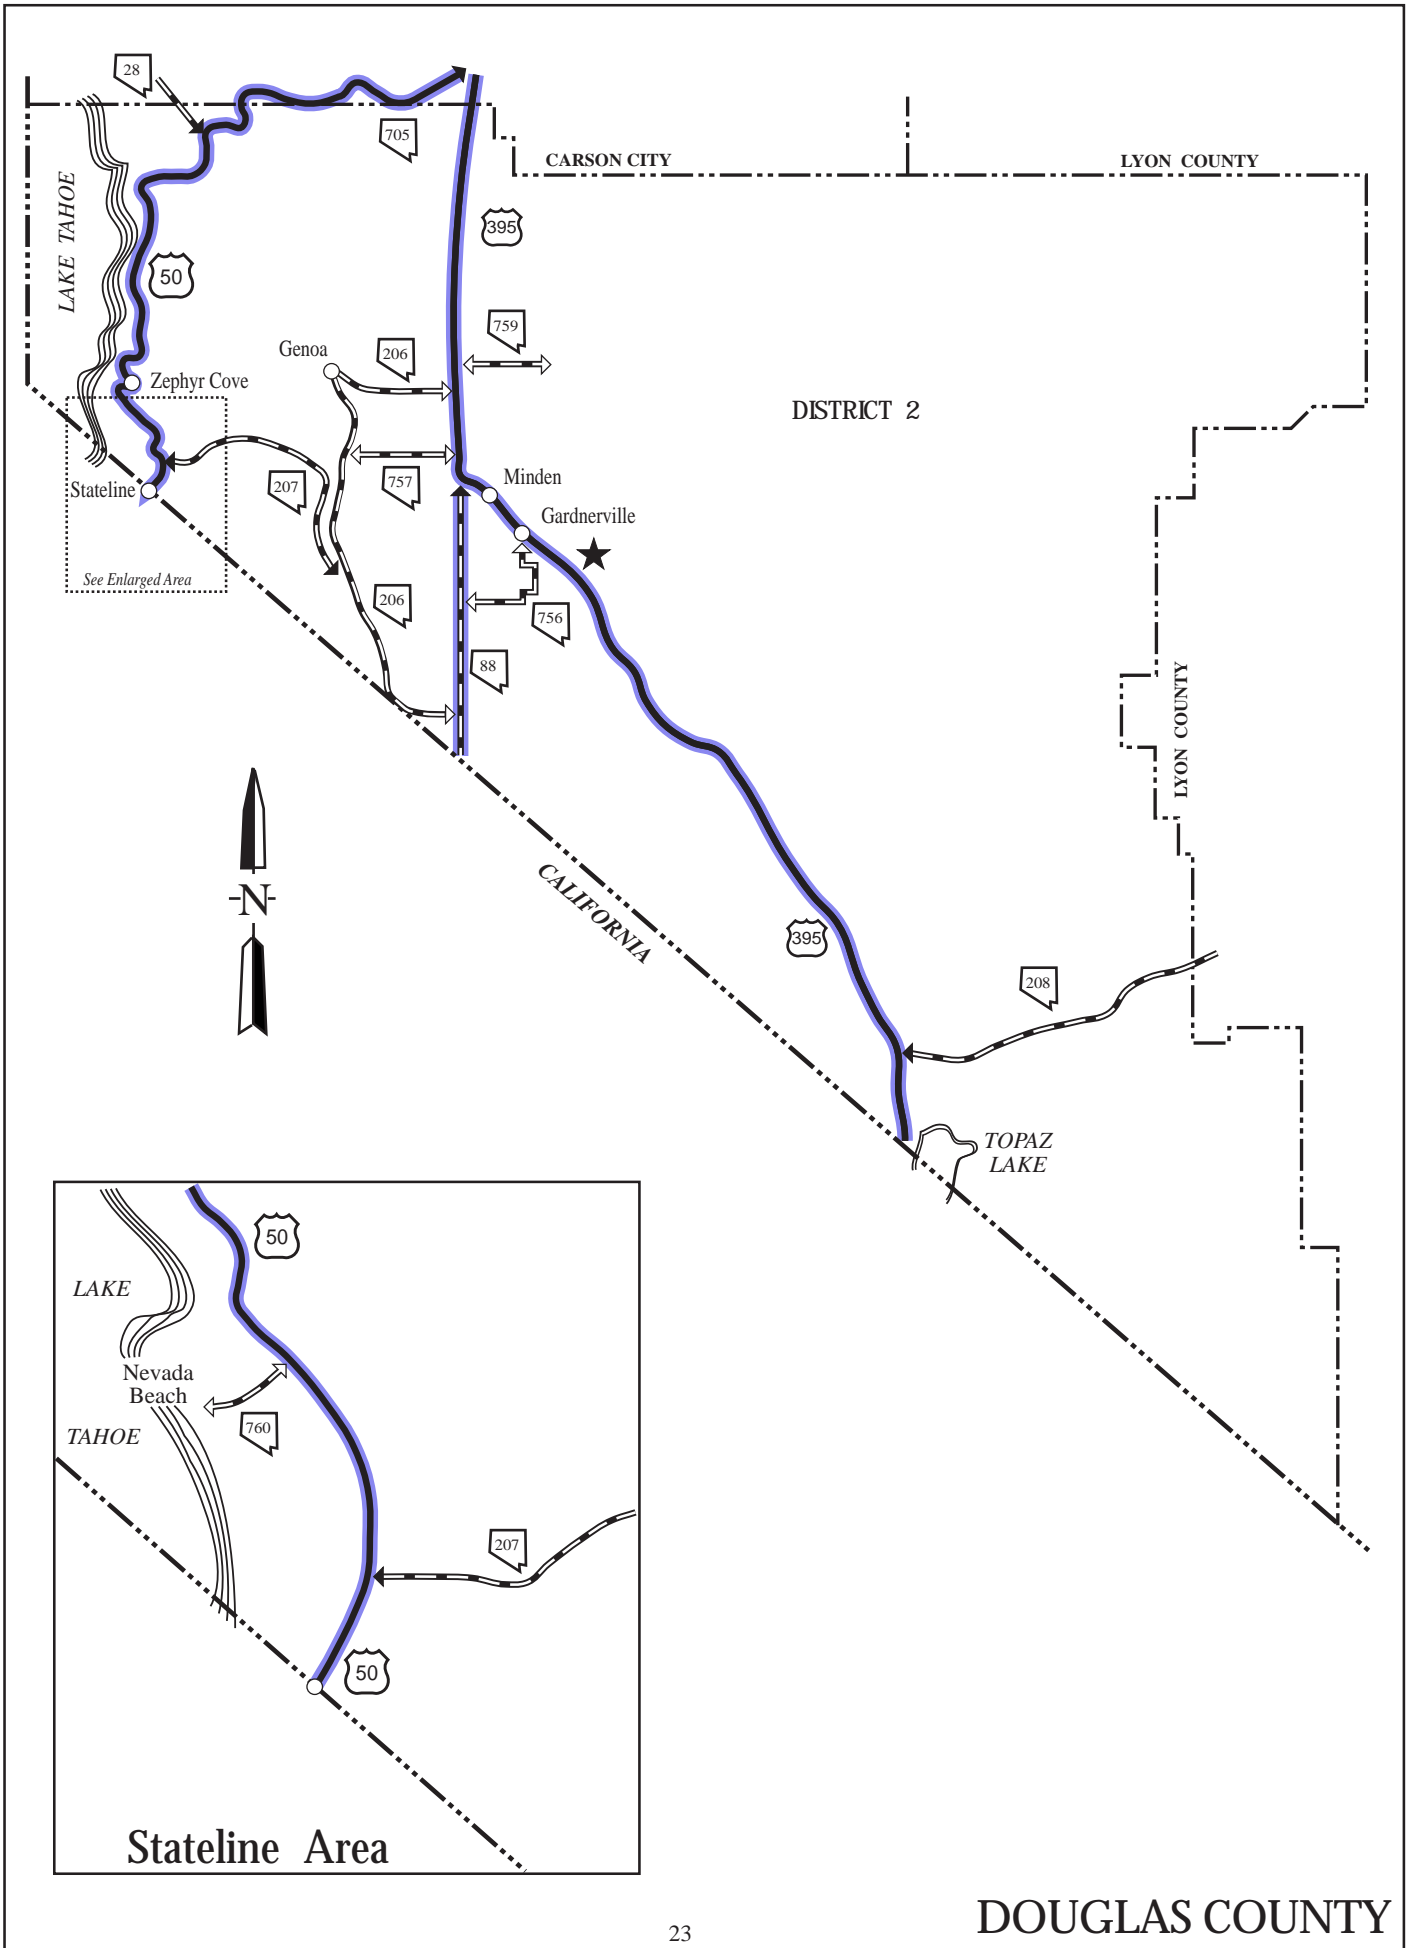 28
705
CARSON CITY
LYON COUNTY
LAKE TAHOE
395
50
759
Genoa
206
Zephyr Cove
DISTRICT 2
Minden
757
207
Stateline
Gardnerville
See Enlarged Area
206
756
88
LYON COUNTY
-N-
CALIFORNIA
395
208
TOPAZ
LAKE
50
LAKE
Nevada
Beach
760
TAHOE
207
50
Stateline Area
DOUGLAS COUNTY
23